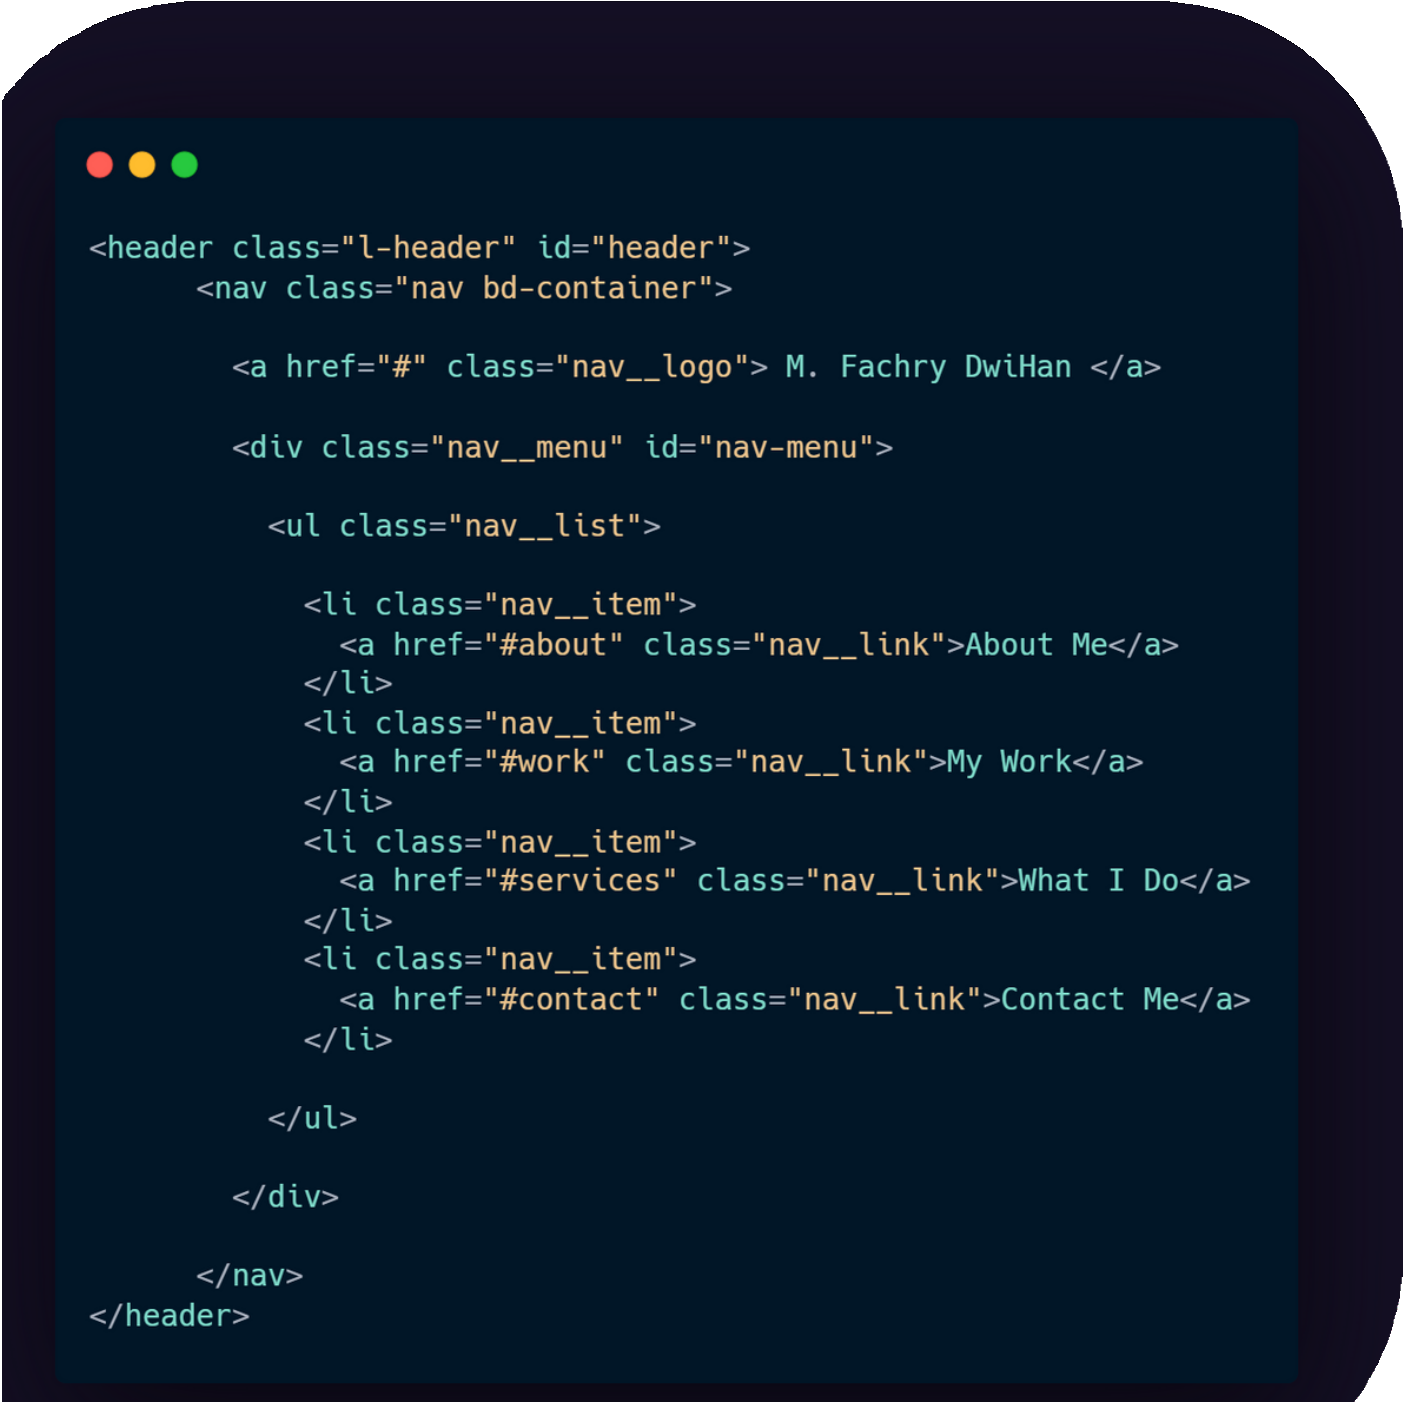 <header class="l-header" id="header">
<nav class="nav bd-container">
<a href="#" class="nav__logo"> M. Fachry DwiHan </a>
<div class="nav__menu" id="nav-menu">
<ul class="nav__list">
<li class="nav__item">
<a href="#about" class="nav__link">About Me</a>
</li>
<li class="nav__item">
<a href="#work" class="nav__link">My Work</a>
</li>
<li class="nav__item">
<a href="#services" class="nav__link">What I Do</a>
</li>
<li class="nav__item">
<a href="#contact" class="nav__link">Contact Me</a>
</li>
</ul>
</div>
</nav>
</header>